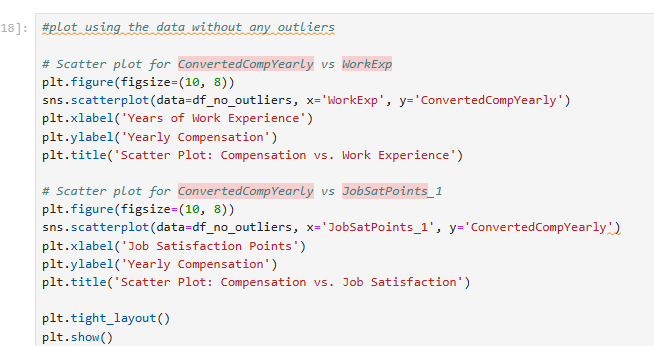 18]:
#plot using the data without any outliers
# Scatter plot for ConvertedCompYearly vs WorkExp
plt.figure(figsize=(10, 8))
sns.scatterplot(data=df_no_outliers, x='WorkExp', y='ConvertedCompYearly')
plt.xlabel('Years of Work Experience')
plt.ylabel('Yearly Compensation')
plt.title('Scatter Plot: Compensation vs. Work Experience')
# Scatter plot for ConvertedCompYearly vs JobSatPoints_1
plt.figure(figsize=(10, 8))
sns.scatterplot(data=df_no_outliers, x='JobSatPoints_1', y='ConvertedCompYearly')
plt.xlabel('Job Satisfaction Points')
plt.ylabel('Yearly Compensation')
plt.title('Scatter Plot: Compensation vs. Job Satisfaction')
plt.tight_layout()
plt.show()